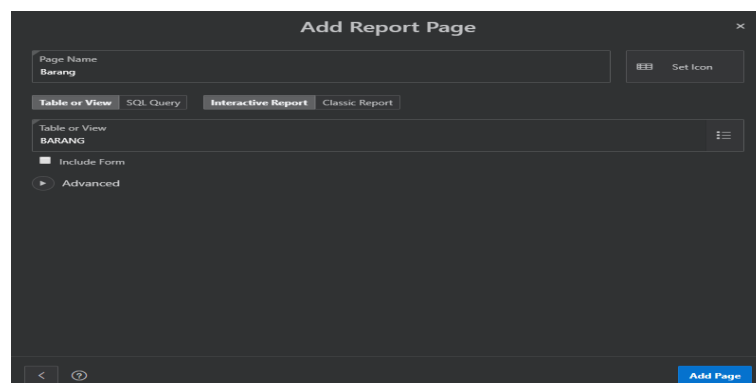 Add Report Page
Page Name
Barang
Set Icon
Table or View SQL Query Interactive Report Classic Report
Table or View
BARANG
Include Form
Advanced
Add Page